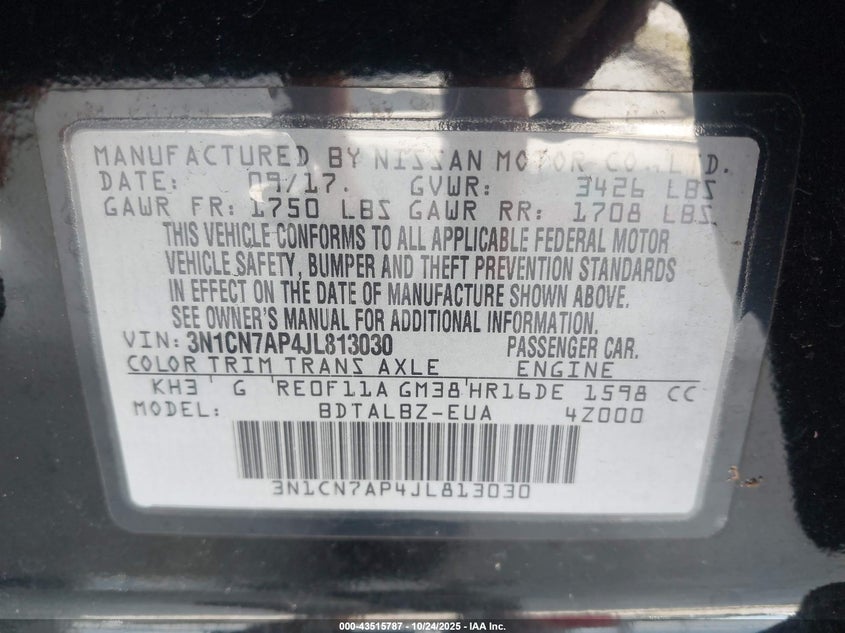 MANUFACTURED BY NISSAN MOTOR CO., LTD.
DATE: 09/17. GVWR: 3426 LBS
GAWR FR: 1750 LBS GAWR RR: 1708 LBS.
THIS VEHICLE CONFORMS TO ALL APPLICABLE FEDERAL MOTOR
VEHICLE SAFETY, BUMPER AND THEFT PREVENTION STANDARDS
IN EFFECT ON THE DATE OF MANUFACTURE SHOWN ABOVE.
SEE OWNER'S MANUAL FOR ADDITIONAL INFORMATION.
VIN: 3N1CN7AP4JL813030 PASSENGER CAR.
COLOR TRIM TRANS AXLE ENGINE
KH3 G RE0F11A GM38 HR16DE 1598 CC
MODEL: BDTALBZ-EUA 4Z000
3N1CN7AP4JL813030
000-43515787 - 10/24/2025 - IAA Inc.